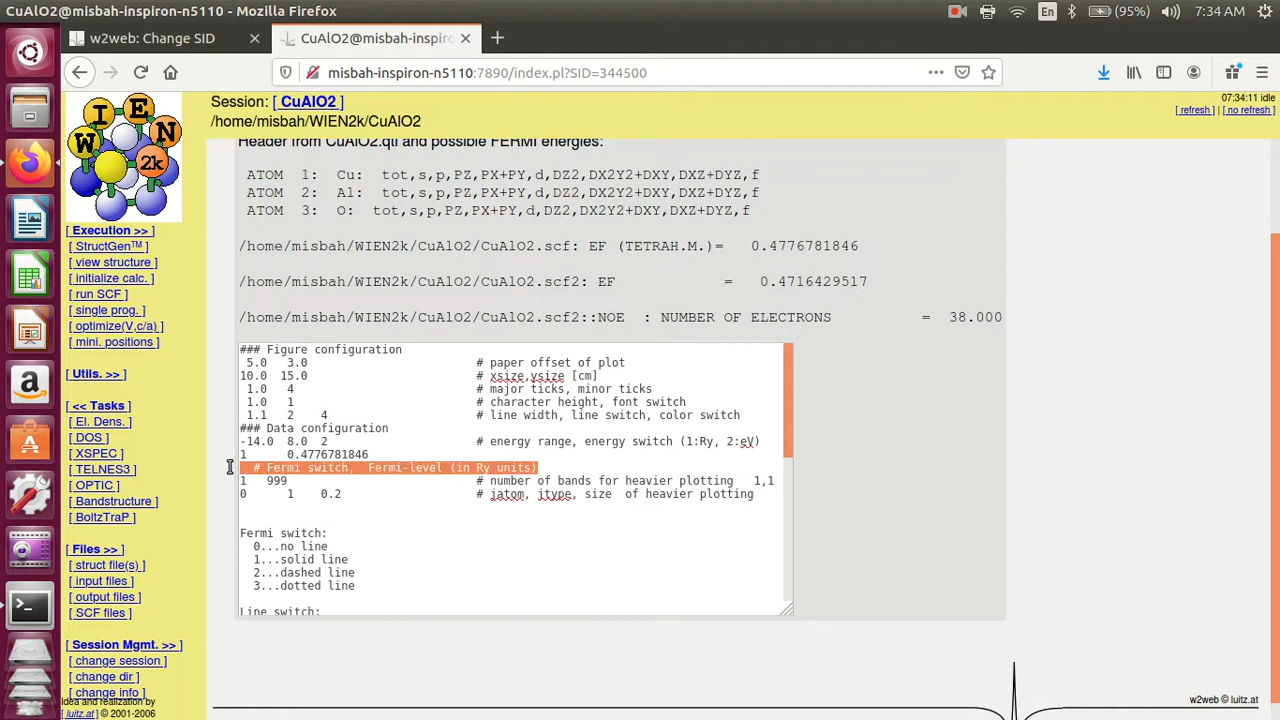 CuAlO2@misbah-inspiron-n5110 - Mozilla Firefox
En
(95%)
7:34 AM
w2web: Change SID
CuAlO2@misbah-inspiro
misbah-inspiron-n5110:7890/index.pl?SID=344500
W I E N 2k
Session: [ CuAlO2 ]
/home/misbah/WIEN2k/CuAlO2
07:34:11 idle
[ refresh ] [ no refresh ]
[ Execution >> ]
[ StructGen™ ]
[ view structure ]
[ initialize calc. ]
[ run SCF ]
[ single prog. ]
[ optimize(V,c/a) ]
[ mini. positions ]
[ Utils. >> ]
[ << Tasks ]
[ El. Dens. ]
[ DOS ]
[ XSPEC ]
[ TELNES3 ]
[ OPTIC ]
[ Bandstructure ]
[ BoltzTraP ]
[ Files >> ]
[ struct file(s) ]
[ input files ]
[ output files ]
[ SCF files ]
[ Session Mgmt. >> ]
[ change session ]
[ change dir ]
[ change info ]
Idea and realization by
[ luitz.at ] © 2001-2006
Header from CuAlO2.qtl and possible FERMI energies:
ATOM 1: Cu: tot,s,p,PZ,PX+PY,d,DZ2,DX2Y2+DXY,DXZ+DYZ,f
ATOM 2: Al: tot,s,p,PZ,PX+PY,d,DZ2,DX2Y2+DXY,DXZ+DYZ,f
ATOM 3: O: tot,s,p,PZ,PX+PY,d,DZ2,DX2Y2+DXY,DXZ+DYZ,f
/home/misbah/WIEN2k/CuAlO2/CuAlO2.scf: EF (TETRAH.M.)= 0.4776781846
/home/misbah/WIEN2k/CuAlO2/CuAlO2.scf2: EF = 0.4716429517
/home/misbah/WIEN2k/CuAlO2/CuAlO2.scf2::NOE : NUMBER OF ELECTRONS = 38.000
### Figure configuration
5.0 3.0 # paper offset of plot
10.0 15.0 # xsize,ysize [cm]
1.0 4 # major ticks, minor ticks
1.0 1 # character height, font switch
1.1 2 4 # line width, line switch, color switch
### Data configuration
-14.0 8.0 2 # energy range, energy switch (1:Ry, 2:eV)
1 0.4776781846
# Fermi switch, Fermi-level (in Ry units)
1 999 # number of bands for heavier plotting 1,1
0 1 0.2 # jatom, jtype, size of heavier plotting
Fermi switch:
0...no line
1...solid line
2...dashed line
3...dotted line
Line switch:
w2web © luitz.at